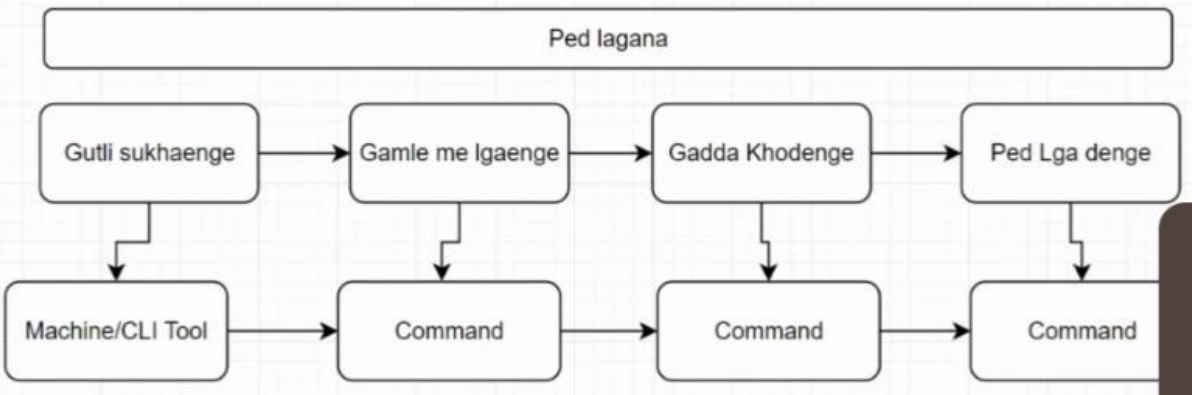 Ped lagana
Gutli sukhaenge
Gamle me lgaenge
Gadda Khodenge
Ped Lga denge
Machine/CLI Tool
Command
Command
Command